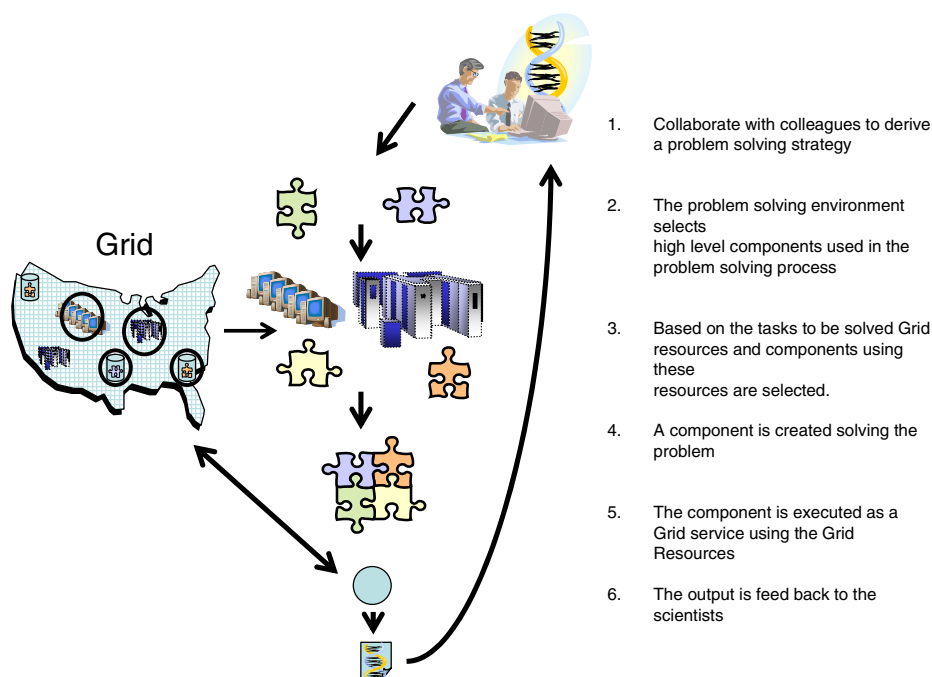 Grid
1. Collaborate with colleagues to derive
a problem solving strategy
2. The problem solving environment
selects
high level components used in the
problem solving process
3. Based on the tasks to be solved Grid
resources and components using
these
resources are selected.
4. A component is created solving the
problem
5. The component is executed as a
Grid service using the Grid
Resources
6. The output is feed back to the
scientists